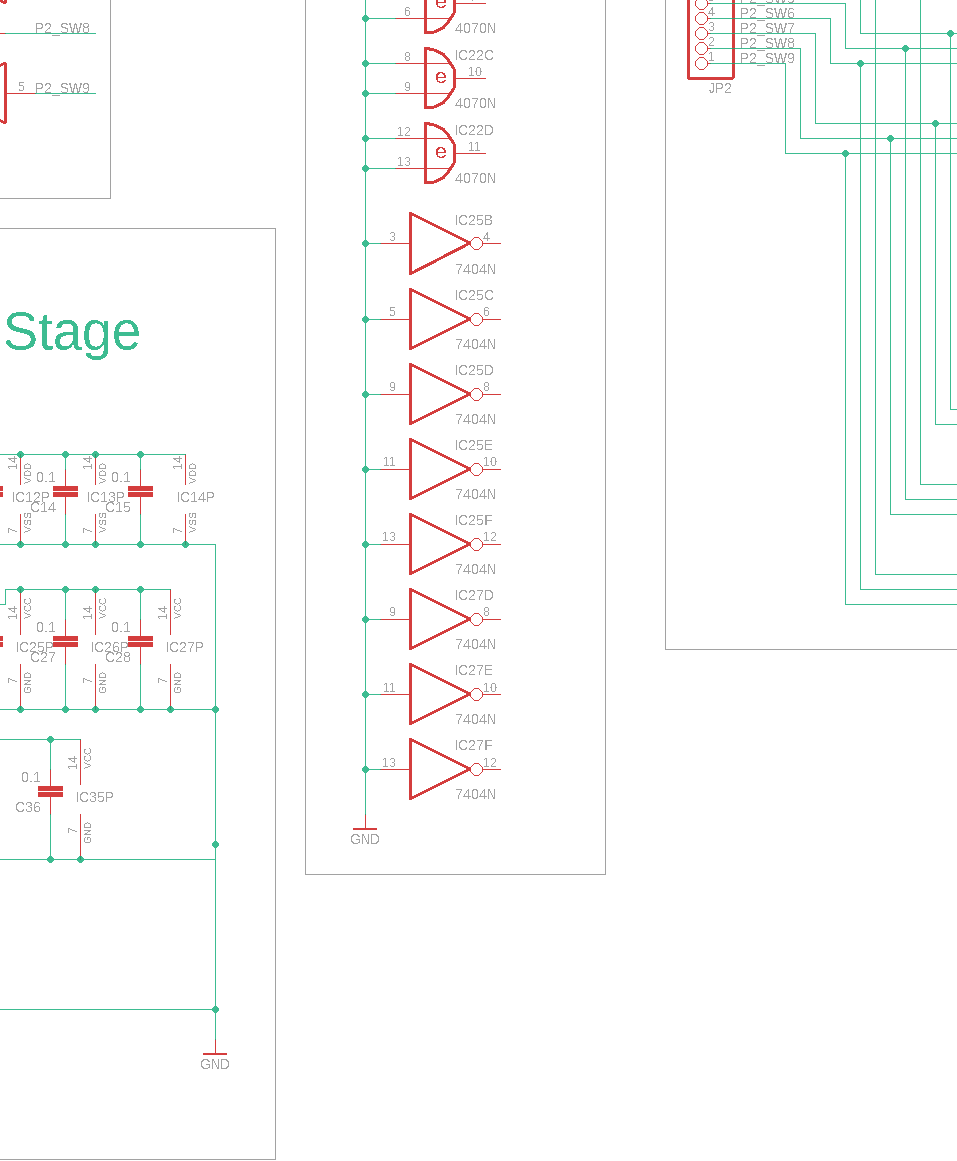 5 P2_SW8
P2_SW9
Stage
14 VDD
0.1
IC12P
C14
7 VSS
14 VDD
0.1
IC13P
C15
7 VSS
14 VDD
IC14P
7 VSS
14 VCC
0.1
IC25P
C27
7 GND
14 VCC
0.1
IC26P
C28
7 GND
14 VCC
IC27P
7 GND
0.1
C36
14 VCC
IC35P
7 GND
GND
6 e
4070N
IC22C
8 e 10
9
4070N
IC22D
12 e 11
13
4070N
IC25B
3 4
7404N
IC25C
5 6
7404N
IC25D
9 8
7404N
IC25E
11 10
7404N
IC25F
13 12
7404N
IC27D
9 8
7404N
IC27E
11 10
7404N
IC27F
13 12
7404N
GND
4 P2_SW6
3 P2_SW7
2 P2_SW8
1 P2_SW9
JP2